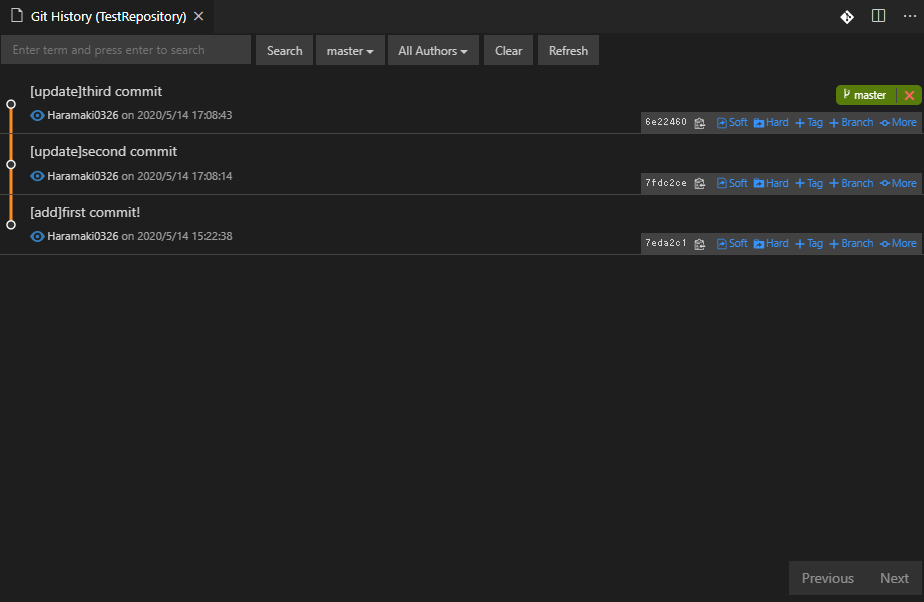 Git History (TestRepository)
Enter term and press enter to search Search master All Authors Clear Refresh
[update]third commit
master
Haramaki0326 on 2020/5/14 17:08:43
6e22460 Soft Hard Tag Branch More
[update]second commit
Haramaki0326 on 2020/5/14 17:08:14
7fdc2ce Soft Hard Tag Branch More
[add]first commit!
Haramaki0326 on 2020/5/14 15:22:38
7eda2c1 Soft Hard Tag Branch More
Previous Next